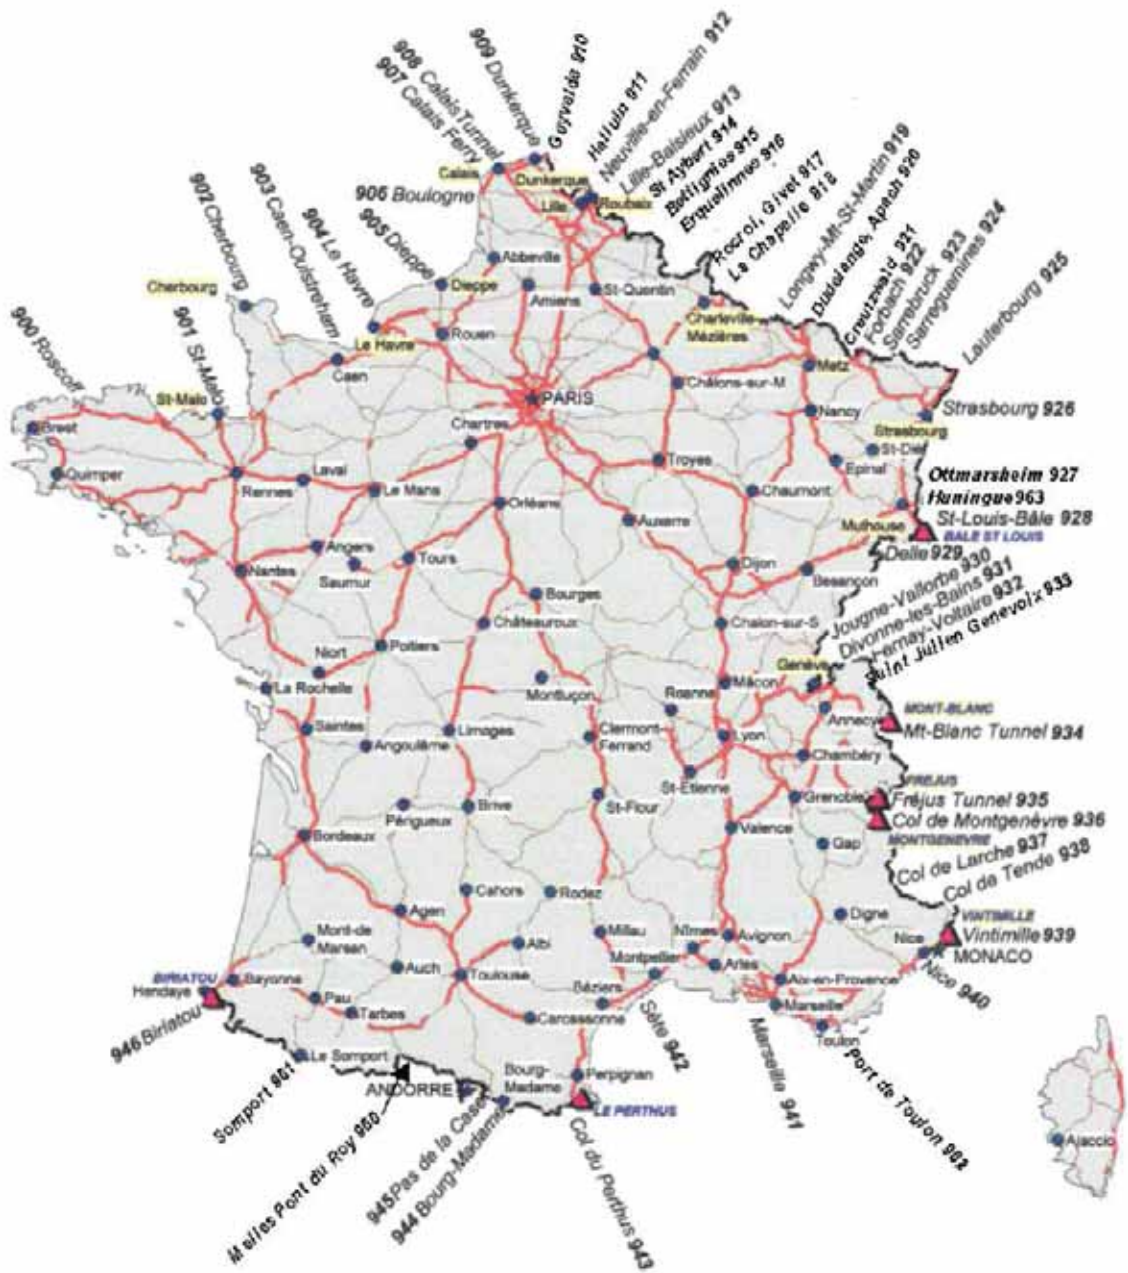 909 Dunkerque
Guyvalde 910
908 Calais Tunnel
907 Calais Ferry
Halluin 911
Neuville-en-Ferrain 912
Lille-Baisieux 913
St Aybert 914
Bettignies 915
Erquelinnes 916
Rocroi, Givet 917
La Chapelle 918
Longwy-Mt-St-Martin 919
Dudelange, Apach 920
Creutzwald 921
Forbach 922
Sarrebruck 923
Sarreguemines 924
Lauterbourg 925
906 Boulogne
905 Dieppe
904 Le Havre
903 Caen-Ouistreham
902 Cherbourg
901 St-Malo
900 Roscoff
Calais
Dunkerque
Lille
Roubaix
Abbeville
Cherbourg
Dieppe
Amiens
St-Quentin
Charleville-
Mézières
Le Havre
Rouen
Caen
Metz
St-Malo
PARIS
Châlons-sur-M
Nancy
Strasbourg 926
Strasbourg
Brest
Chartres
St-Dié
Quimper
Rennes
Laval
Le Mans
Troyes
Epinal
Ottmarsheim 927
Chaumont
Huningue 963
Orléans
Auxerre
Mulhouse
St-Louis-Bâle 928
BALE ST LOUIS
Angers
Delle 929
Nantes
Saumur
Tours
Dijon
Besançon
Jougne-Vallorbe 930
Divonne-les-Bains 931
Fernay-Voltaire 932
Saint Julien Genevoix 933
Bourges
Châteauroux
Chalon-sur-S
Niort
Poitiers
Genève
La Rochelle
Montluçon
Roanne
Mâcon
Annecy
MONT-BLANC
Mt-Blanc Tunnel 934
Saintes
Angoulême
Limoges
Clermont-
Ferrand
Lyon
Chambéry
St-Etienne
FREJUS
Périgueux
Brive
St-Flour
Grenoble
Fréjus Tunnel 935
Col de Montgenèvre 936
MONTGENEVRE
Bordeaux
Valence
Gap
Col de Larche 937
Col de Tende 938
Cahors
Rodez
Agen
Digne
VINTIMILLE
Mont-de
Marsan
Albi
Millau
Nîmes
Avignon
Nice
Vintimille 939
MONACO
Nice 940
BIRIATOU
Hendaye
Bayonne
Auch
Toulouse
Montpellier
Arles
Aix-en-Provence
Pau
Tarbes
Béziers
Carcassonne
Marseille
Toulon
946 Biriatou
Sète 942
Marseille 941
Port de Toulon 962
Le Somport
Somport 961
ANDORRE
Bourg-
Madame
Perpignan
LE PERTHUS
Melles Pont du Roy 960
945 Pas de la Case
944 Bourg-Madame
Col du Perthus 943
Ajaccio